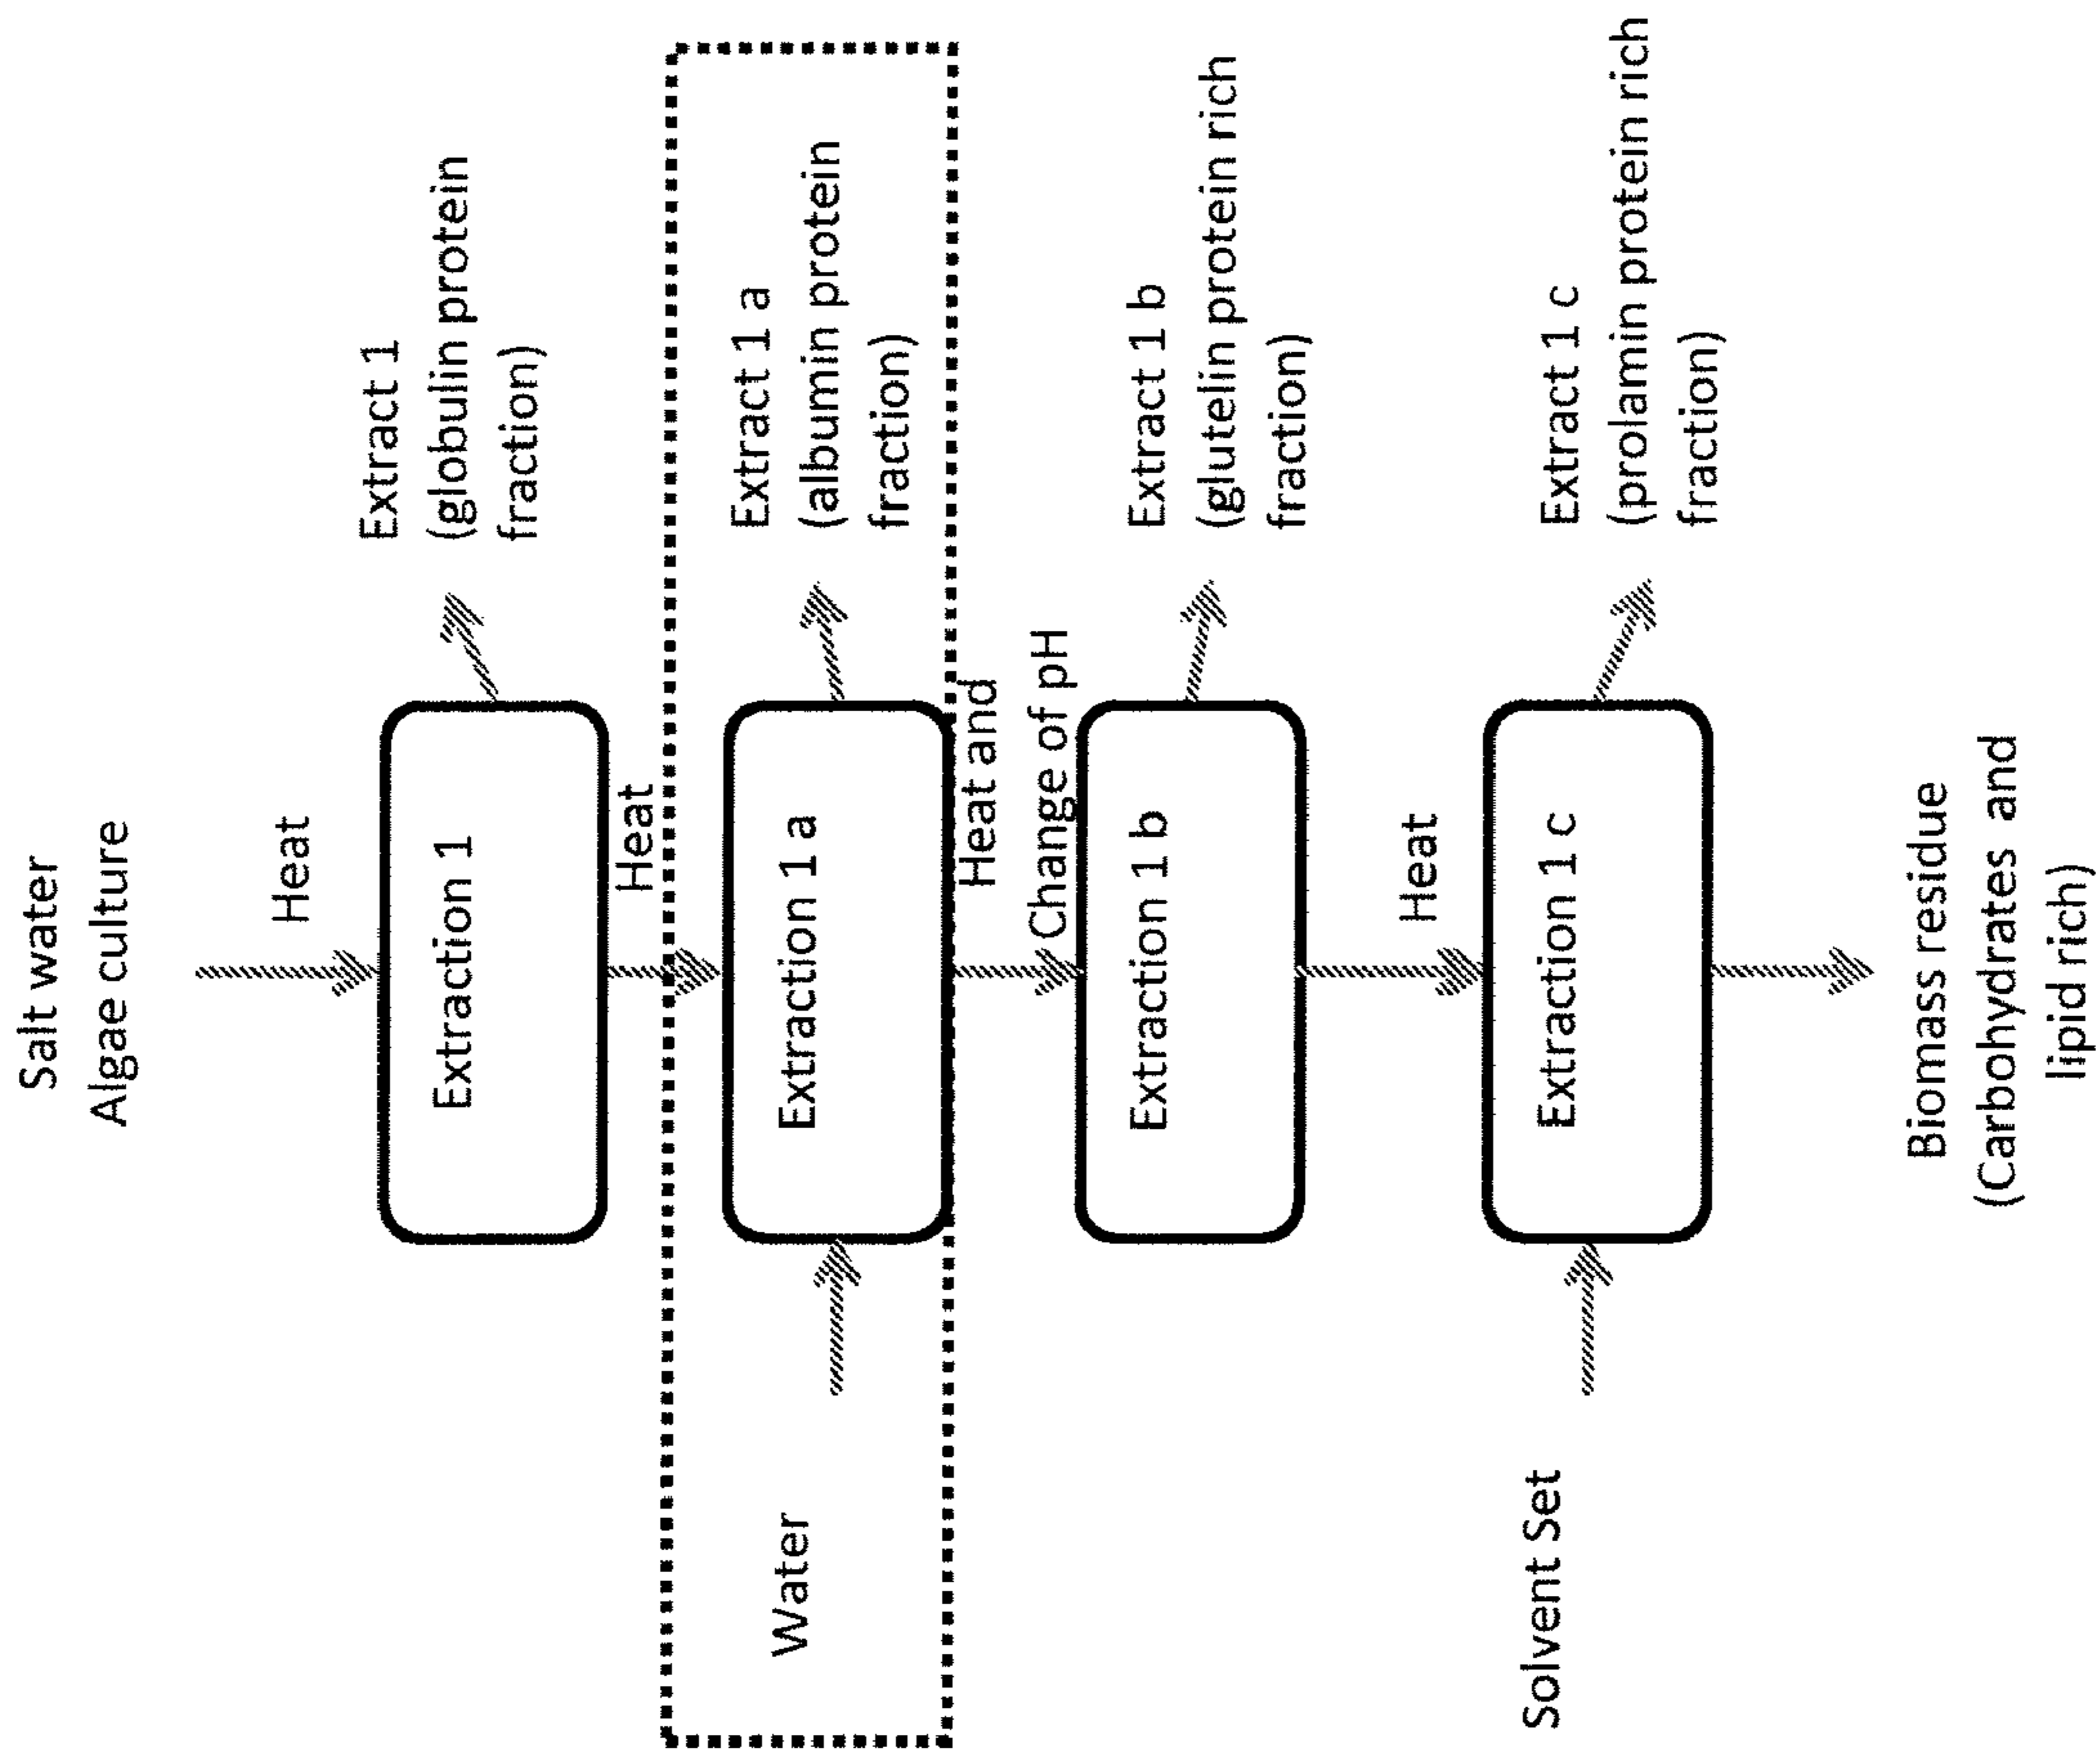 Salt water
Algae culture
Heat
Extraction 1
Extract 1
(globulin protein
fraction)
Heat
Water
Extraction 1 a
Extract 1 a
(albumin protein
fraction)
Heat and
Change of pH
Extraction 1 b
Extract 1 b
(glutelin protein rich
fraction)
Heat
Solvent Set
Extraction 1 c
Extract 1 c
(prolamin protein rich
fraction)
Biomass residue
(Carbohydrates and
lipid rich)